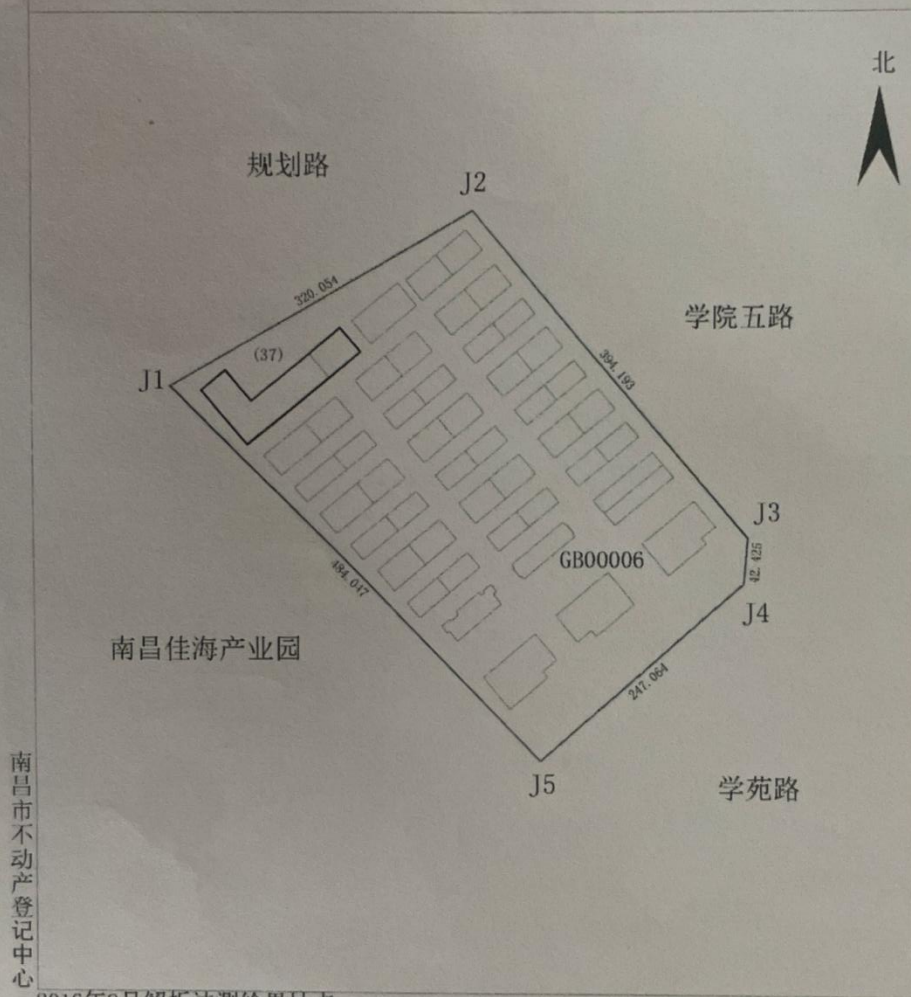 北
规划路
J2
320.054
学院五路
(37)
394.193
J1
J3
GB00006
42.425
484.047
J4
南昌佳海产业园
247.064
J5
学苑路
南昌市不动产登记中心